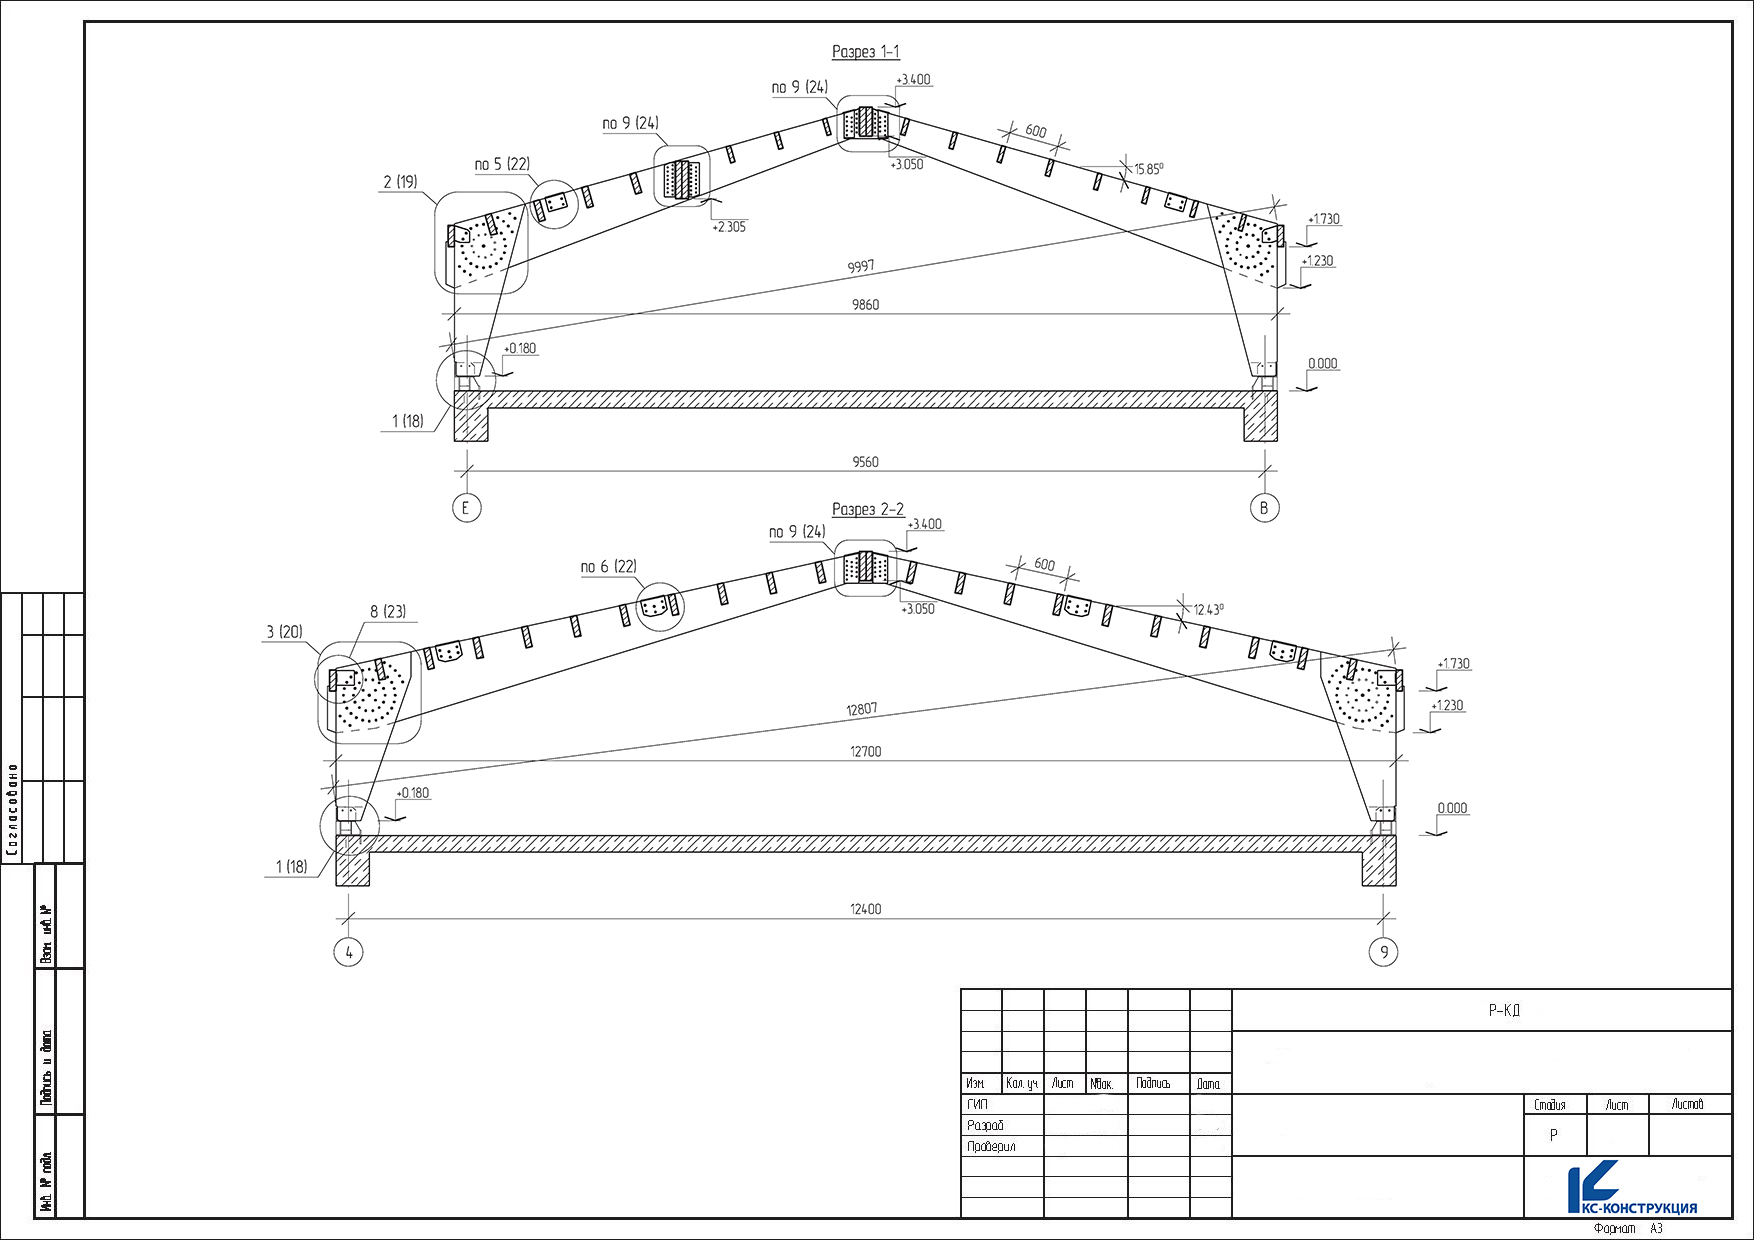 Разрез 1-1
+3.400
по 9 (24)
по 9 (24)
600
+3.050
15.85⁰
по 5 (22)
2 (19)
+2.305
+1.730
+1.230
9997
9860
+0.180
0.000
1 (18)
9560
Е
В
Разрез 2-2
+3.400
по 9 (24)
600
по 6 (22)
+3.050
12.43⁰
8 (23)
3 (20)
+1.730
+1.230
12807
12700
+0.180
0.000
1 (18)
12400
4
9
Согласовано
Взам. инв. №
Подпись и дата
Инв. № подл.
Р-КД
Изм. Кол. уч Лист №док. Подпись Дата
ГИП
Разраб
Проверил
Стадия Лист Листов
Р
КС-КОНСТРУКЦИЯ
Формат А3